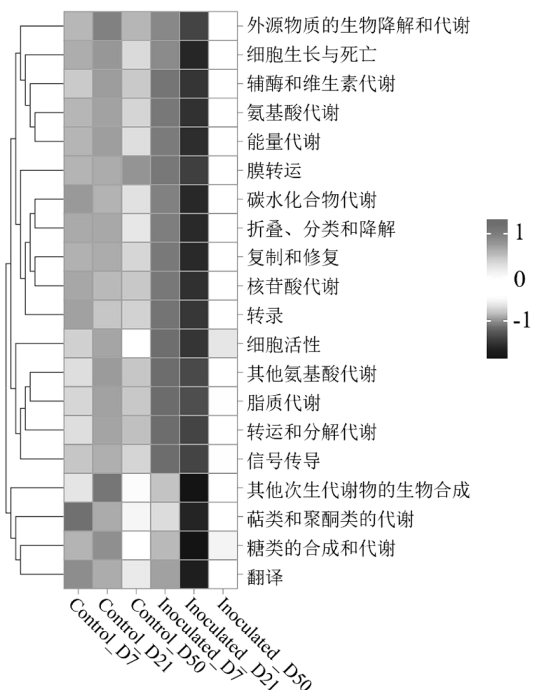 外源物质的生物降解和代谢
细胞生长与死亡
辅酶和维生素代谢
氨基酸代谢
能量代谢
膜转运
碳水化合物代谢
折叠、分类和降解
复制和修复
核苷酸代谢
转录
细胞活性
其他氨基酸代谢
脂质代谢
转运和分解代谢
信号传导
其他次生代谢物的生物合成
萜类和聚酮类的代谢
糖类的合成和代谢
翻译
1
0
-1
Control_D7
Control_D21
Control_D50
Inoculated_D7
Inoculated_D21
Inoculated_D50